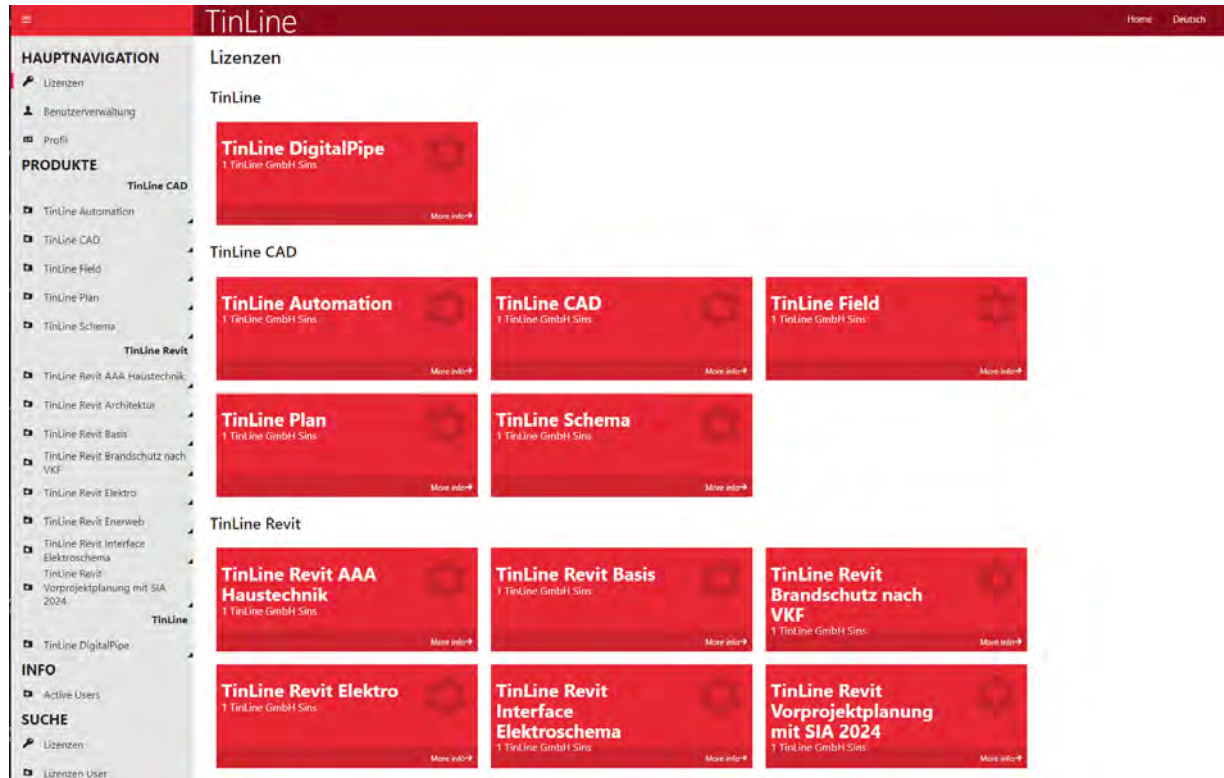 TinLine
Home
Deutsch
HAUPTNAVIGATION
Lizenzen
Benutzerverwaltung
Profil
PRODUKTE
TinLine CAD
TinLine Automation
TinLine CAD
TinLine Field
TinLine Plan
TinLine Schema
TinLine Revit
TinLine Revit AAA Haustechnik
TinLine Revit Architektur
TinLine Revit Basis
TinLine Revit Brandschutz nach
VKF
TinLine Revit Elektro
TinLine Revit Enerweb
TinLine Revit Interface
Elektroschema
TinLine Revit
Vorprojektplanung mit SIA
2024
TinLine
TinLine DigitalPipe
INFO
Active Users
SUCHE
Lizenzen
Lizenzen User
Lizenzen
TinLine
TinLine DigitalPipe
1 TinLine GmbH Sins
More info
TinLine CAD
TinLine Automation
1 TinLine GmbH Sins
More info
TinLine CAD
1 TinLine GmbH Sins
More info
TinLine Field
1 TinLine GmbH Sins
More info
TinLine Plan
1 TinLine GmbH Sins
More info
TinLine Schema
1 TinLine GmbH Sins
More info
TinLine Revit
TinLine Revit AAA
Haustechnik
1 TinLine GmbH Sins
More info
TinLine Revit Basis
1 TinLine GmbH Sins
More info
TinLine Revit
Brandschutz nach
VKF
1 TinLine GmbH Sins
More info
TinLine Revit Elektro
1 TinLine GmbH Sins
More info
TinLine Revit
Interface
Elektroschema
1 TinLine GmbH Sins
More info
TinLine Revit
Vorprojektplanung
mit SIA 2024
1 TinLine GmbH Sins
More info